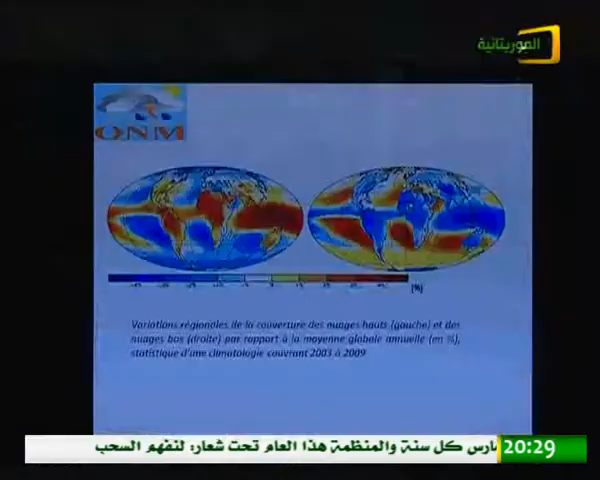 الموريتانية
ONM
[%]
Variations régionales de la couverture des nuages hauts (gauche) et des
nuages bas (droite) par rapport à la moyenne globale annuelle (en %),
statistique d'une climatologie couvrant 2003 à 2009
مارس كل سنة والمنظمة هذا العام تحت شعار: لنفهم السحب
20:29